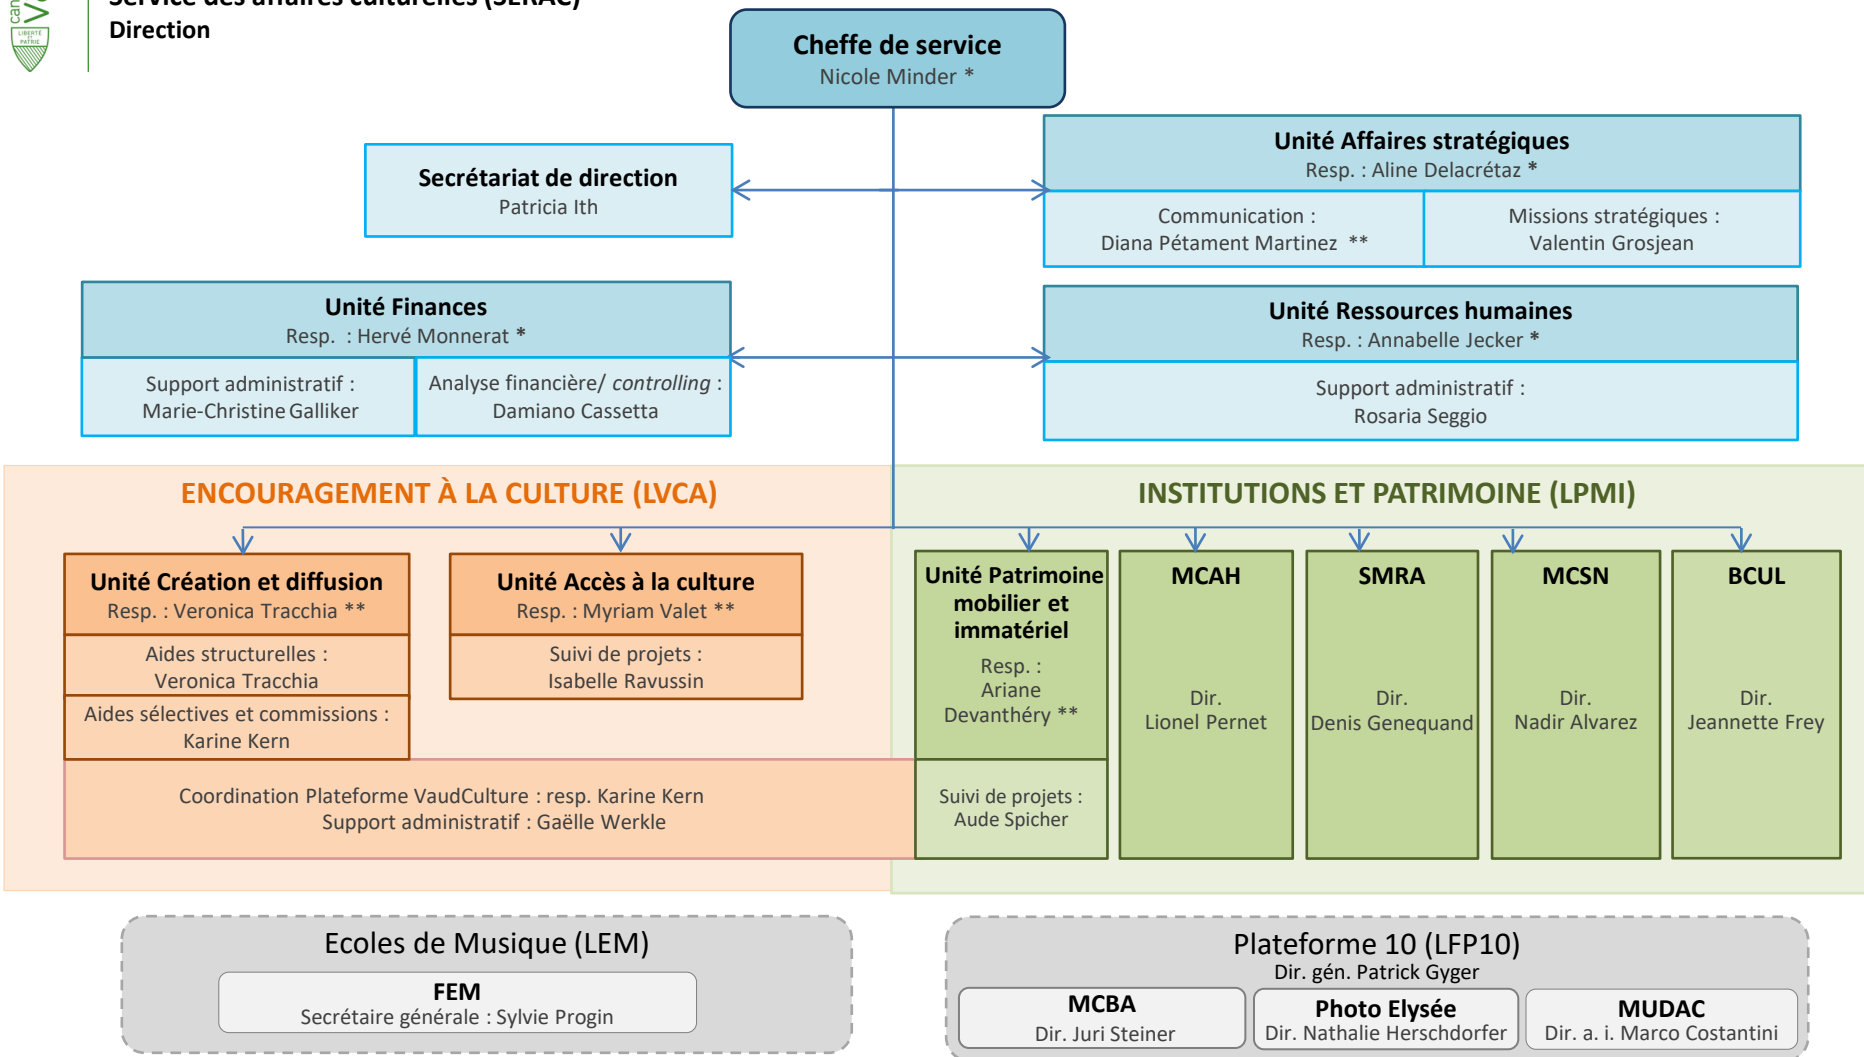 Service des affaires culturelles (SERAC)
Direction
LIBERTÉ
ET
PATRIE
Cheffe de service
Nicole Minder *
Secrétariat de direction
Patricia Ith
Unité Affaires stratégiques
Resp. : Aline Delacrétaz *
Communication :
Diana Pétament Martinez **
Missions stratégiques :
Valentin Grosjean
Unité Finances
Resp. : Hervé Monnerat *
Support administratif :
Marie-Christine Galliker
Analyse financière/ controlling :
Damiano Cassetta
Unité Ressources humaines
Resp. : Annabelle Jecker *
Support administratif :
Rosaria Seggio
ENCOURAGEMENT À LA CULTURE (LVCA)
Unité Création et diffusion
Resp. : Veronica Tracchia **
Aides structurelles :
Veronica Tracchia
Aides sélectives et commissions :
Karine Kern
Unité Accès à la culture
Resp. : Myriam Valet **
Suivi de projets :
Isabelle Ravussin
Coordination Plateforme VaudCulture : resp. Karine Kern
Support administratif : Gaëlle Werkle
INSTITUTIONS ET PATRIMOINE (LPMI)
Unité Patrimoine
mobilier et
immatériel
Resp. :
Ariane
Devanthéry **
Suivi de projets :
Aude Spicher
MCAH
Dir.
Lionel Pernet
SMRA
Dir.
Denis Genequand
MCSN
Dir.
Nadir Alvarez
BCUL
Dir.
Jeannette Frey
Ecoles de Musique (LEM)
FEM
Secrétaire générale : Sylvie Progin
Plateforme 10 (LFP10)
Dir. gén. Patrick Gyger
MCBA
Dir. Juri Steiner
Photo Elysée
Dir. Nathalie Herschdorfer
MUDAC
Dir. a. i. Marco Costantini